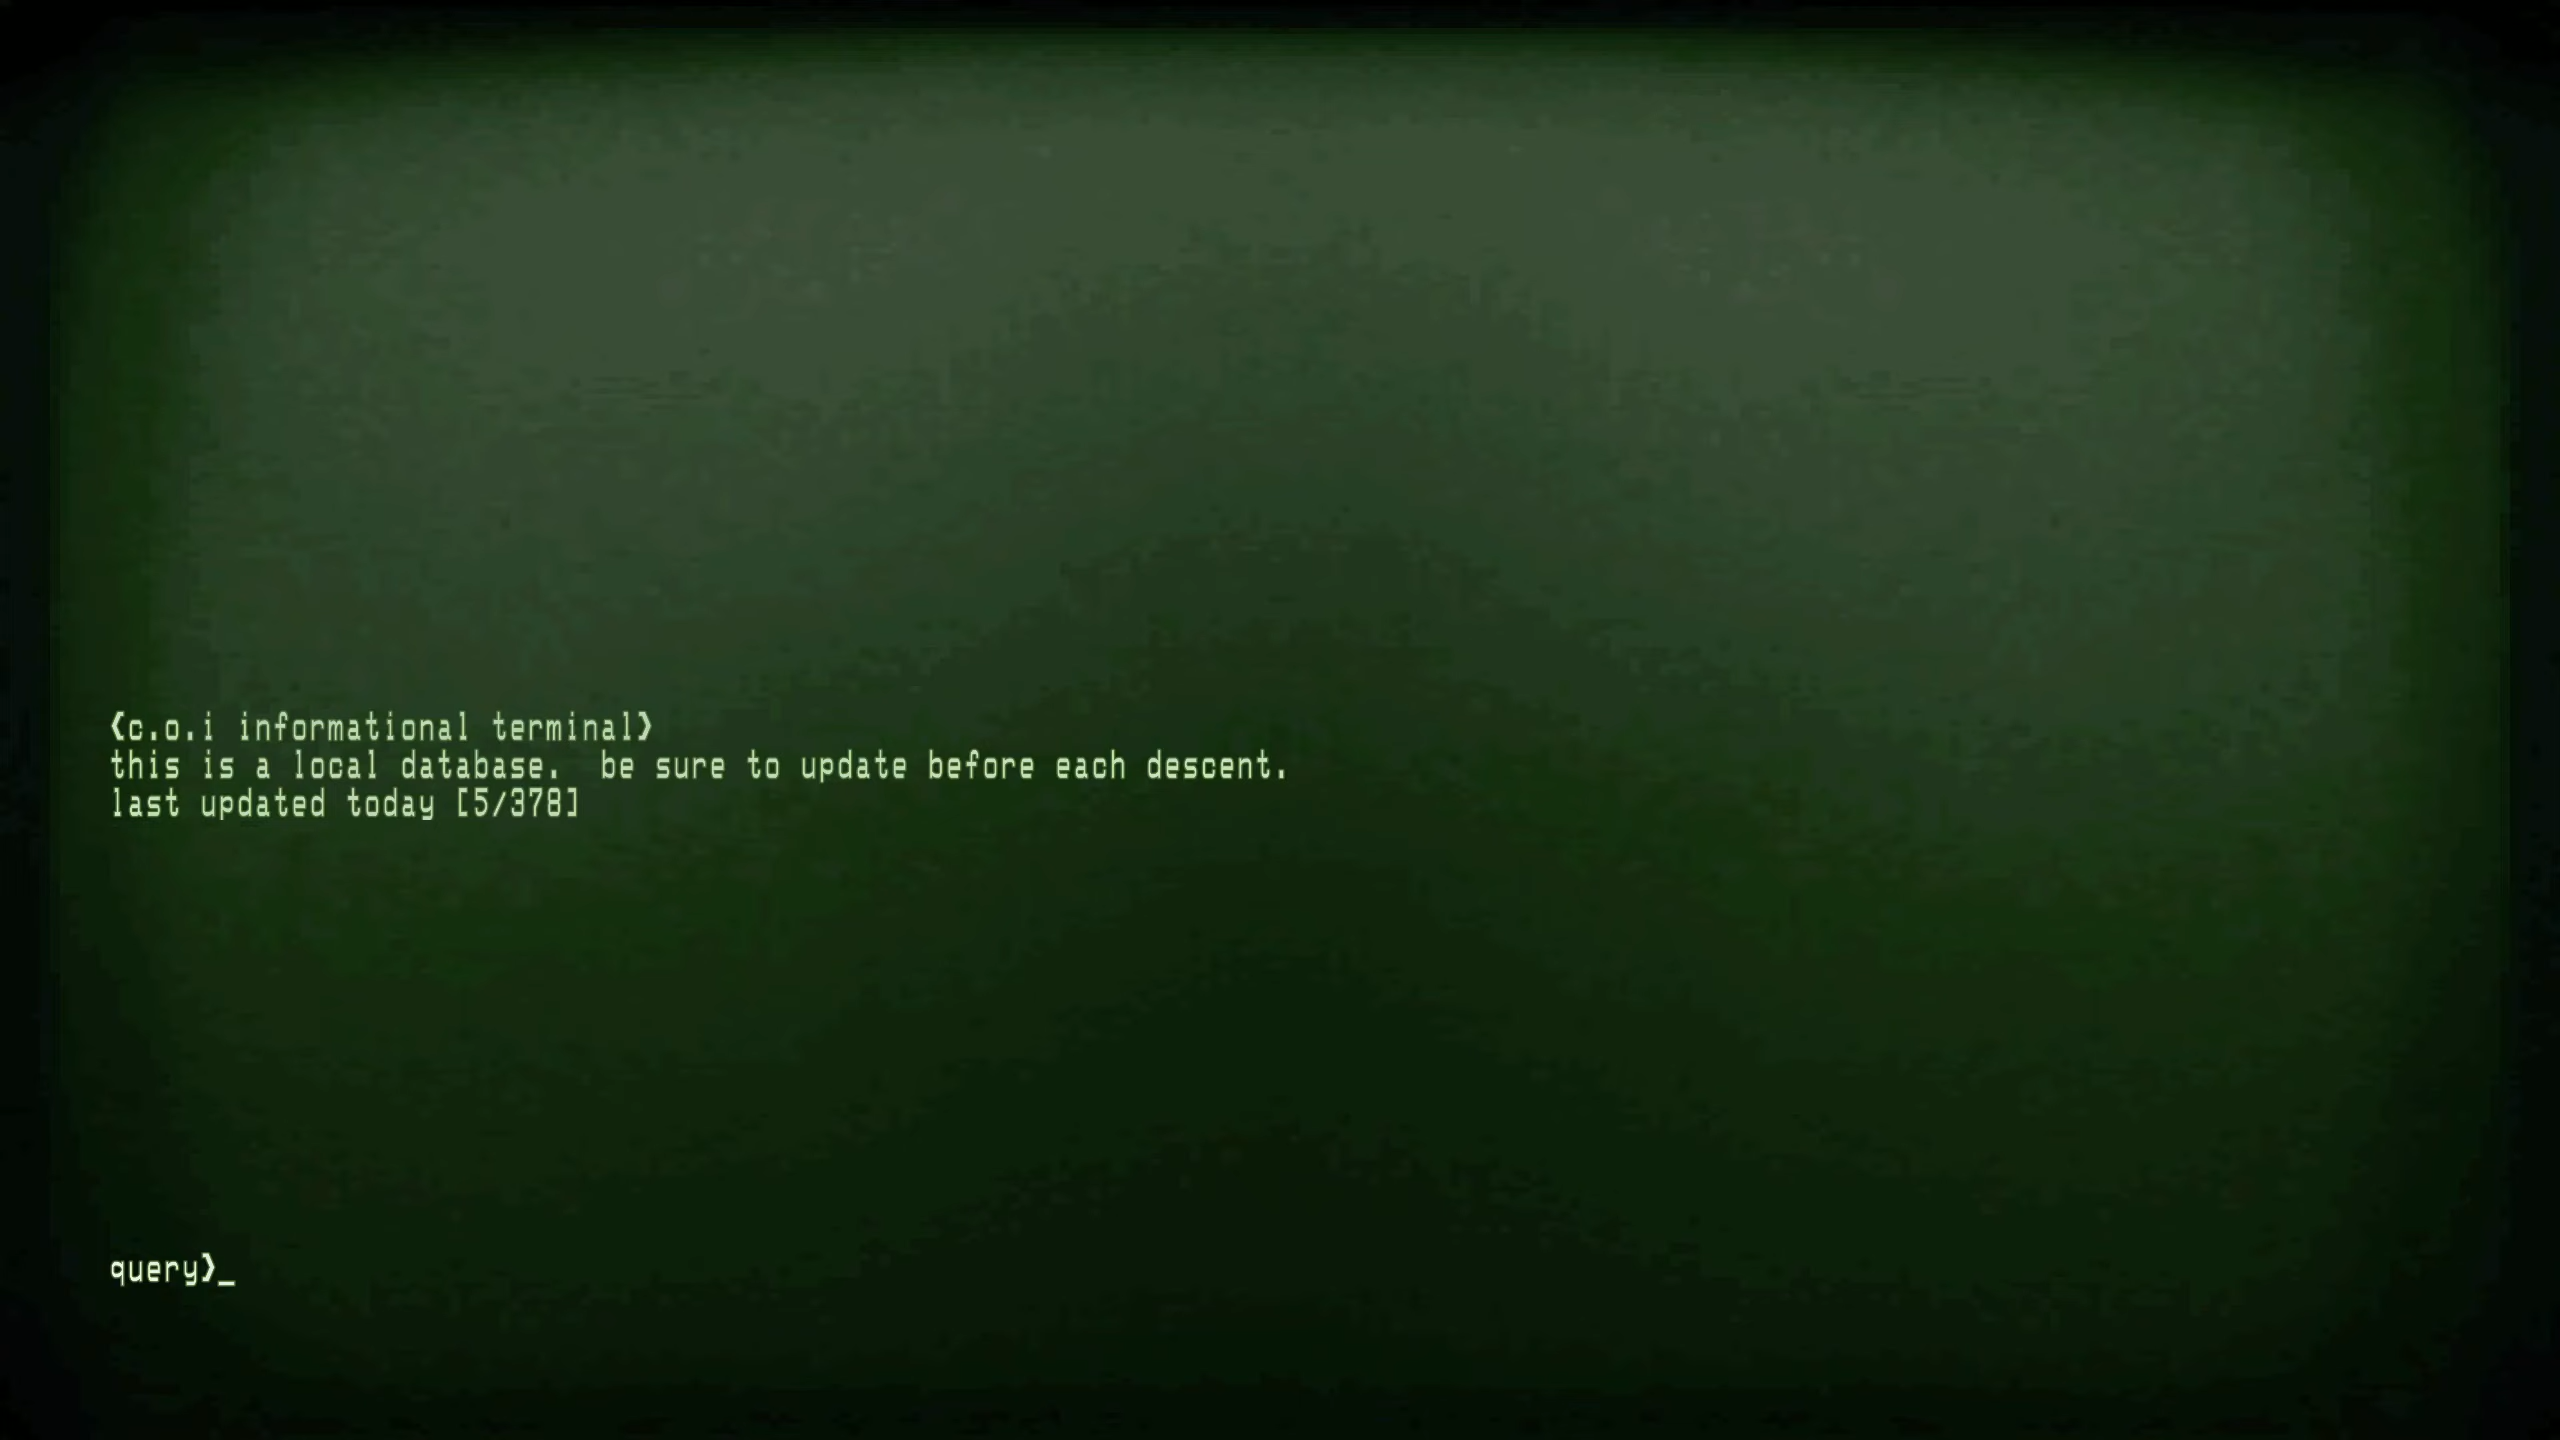 ⟨c.o.i informational terminal⟩
this is a local database.  be sure to update before each descent.
last updated today [5/378]
query⟩_